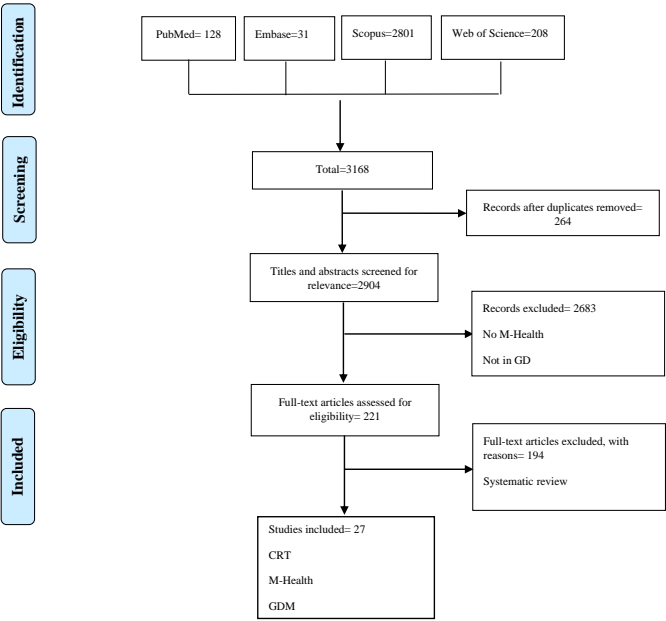 Identification
PubMed= 128
Embase=31
Scopus=2801
Web of Science=208
Screening
Total=3168
Records after duplicates removed=
264
Titles and abstracts screened for
relevance=2904
Eligibility
Records excluded= 2683
No M-Health
Not in GD
Full-text articles assessed for
eligibility= 221
Included
Full-text articles excluded, with
reasons= 194
Systematic review
Studies included= 27
CRT
M-Health
GDM